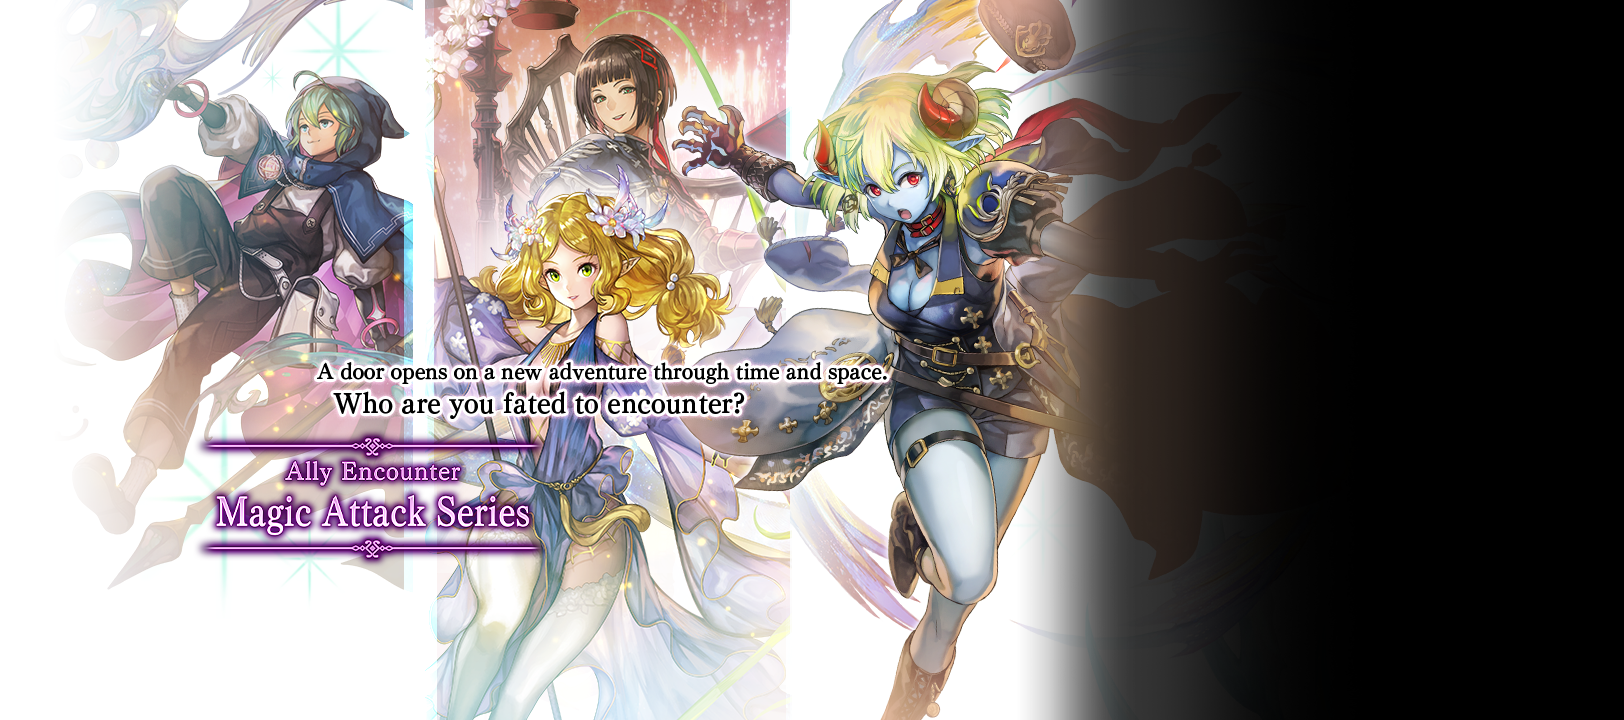 A door opens on a new adventure through time and space.
Who are you fated to encounter?
Ally Encounter
Magic Attack Series